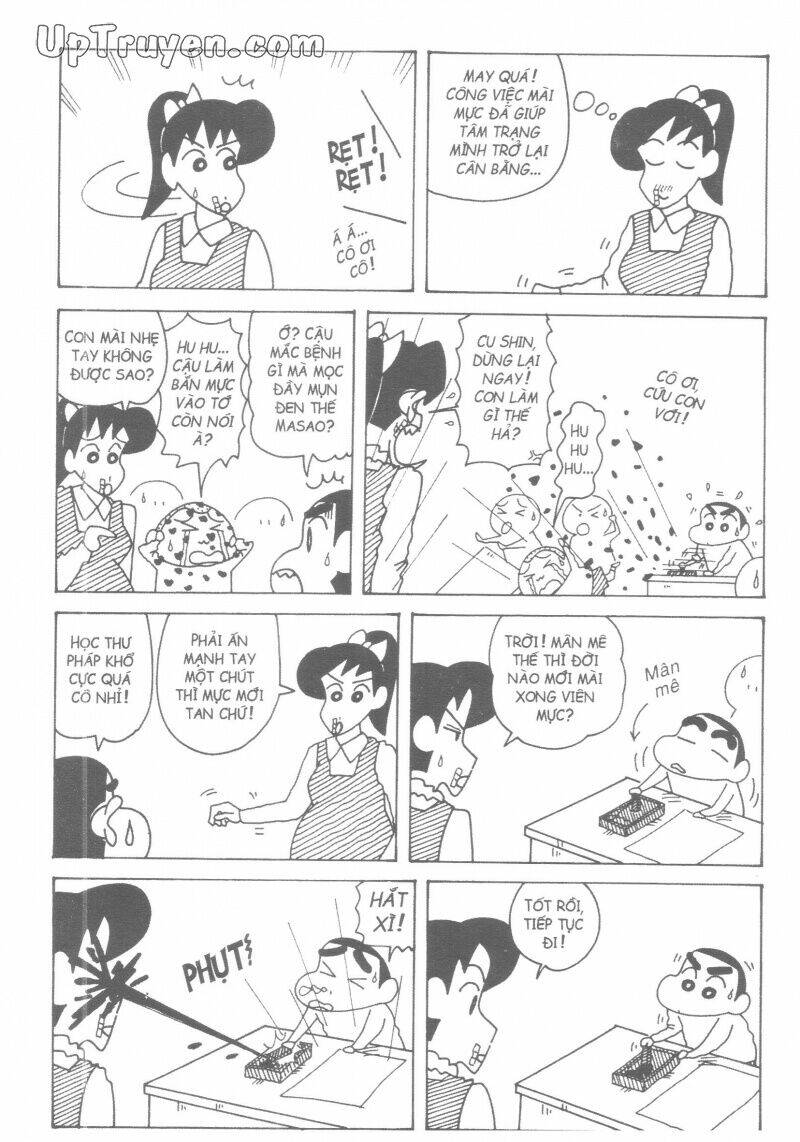 UpTruyen.com
MAY QUÁ!
CÔNG VIỆC MÀI
MỰC ĐÃ GIÚP
TÂM TRẠNG
MÌNH TRỞ LẠI
CÂN BẰNG...
RẸT!
RẸT!
Á Á...
CÔ ƠI
CÔ!
CÔ ƠI,
CỨU CON
VỚI!
CU SHIN,
DỪNG LẠI
NGAY!
CON LÀM
GÌ THẾ
HẢ?
HU
HU
HU...
Ớ? CẬU
MẮC BỆNH
GÌ MÀ MỌC
ĐẦY MỤN
ĐEN THẾ
MASAO?
HU HU...
CẬU LÀM
BẮN MỰC
VÀO TỚ
CÒN NÓI
À?
CON MÀI NHẸ
TAY KHÔNG
ĐƯỢC SAO?
TRỜI! MÂN MÊ
THẾ THÌ ĐỜI
NÀO MỚI MÀI
XONG VIÊN
MỰC?
Mân
mê
PHẢI ẤN
MẠNH TAY
MỘT CHÚT
THÌ MỰC MỚI
TAN CHỨ!
HỌC THƯ
PHÁP KHỔ
CỰC QUÁ
CÔ NHỈ!
TỐT RỒI,
TIẾP TỤC
ĐI!
HẮT
XÌ!
PHỤT